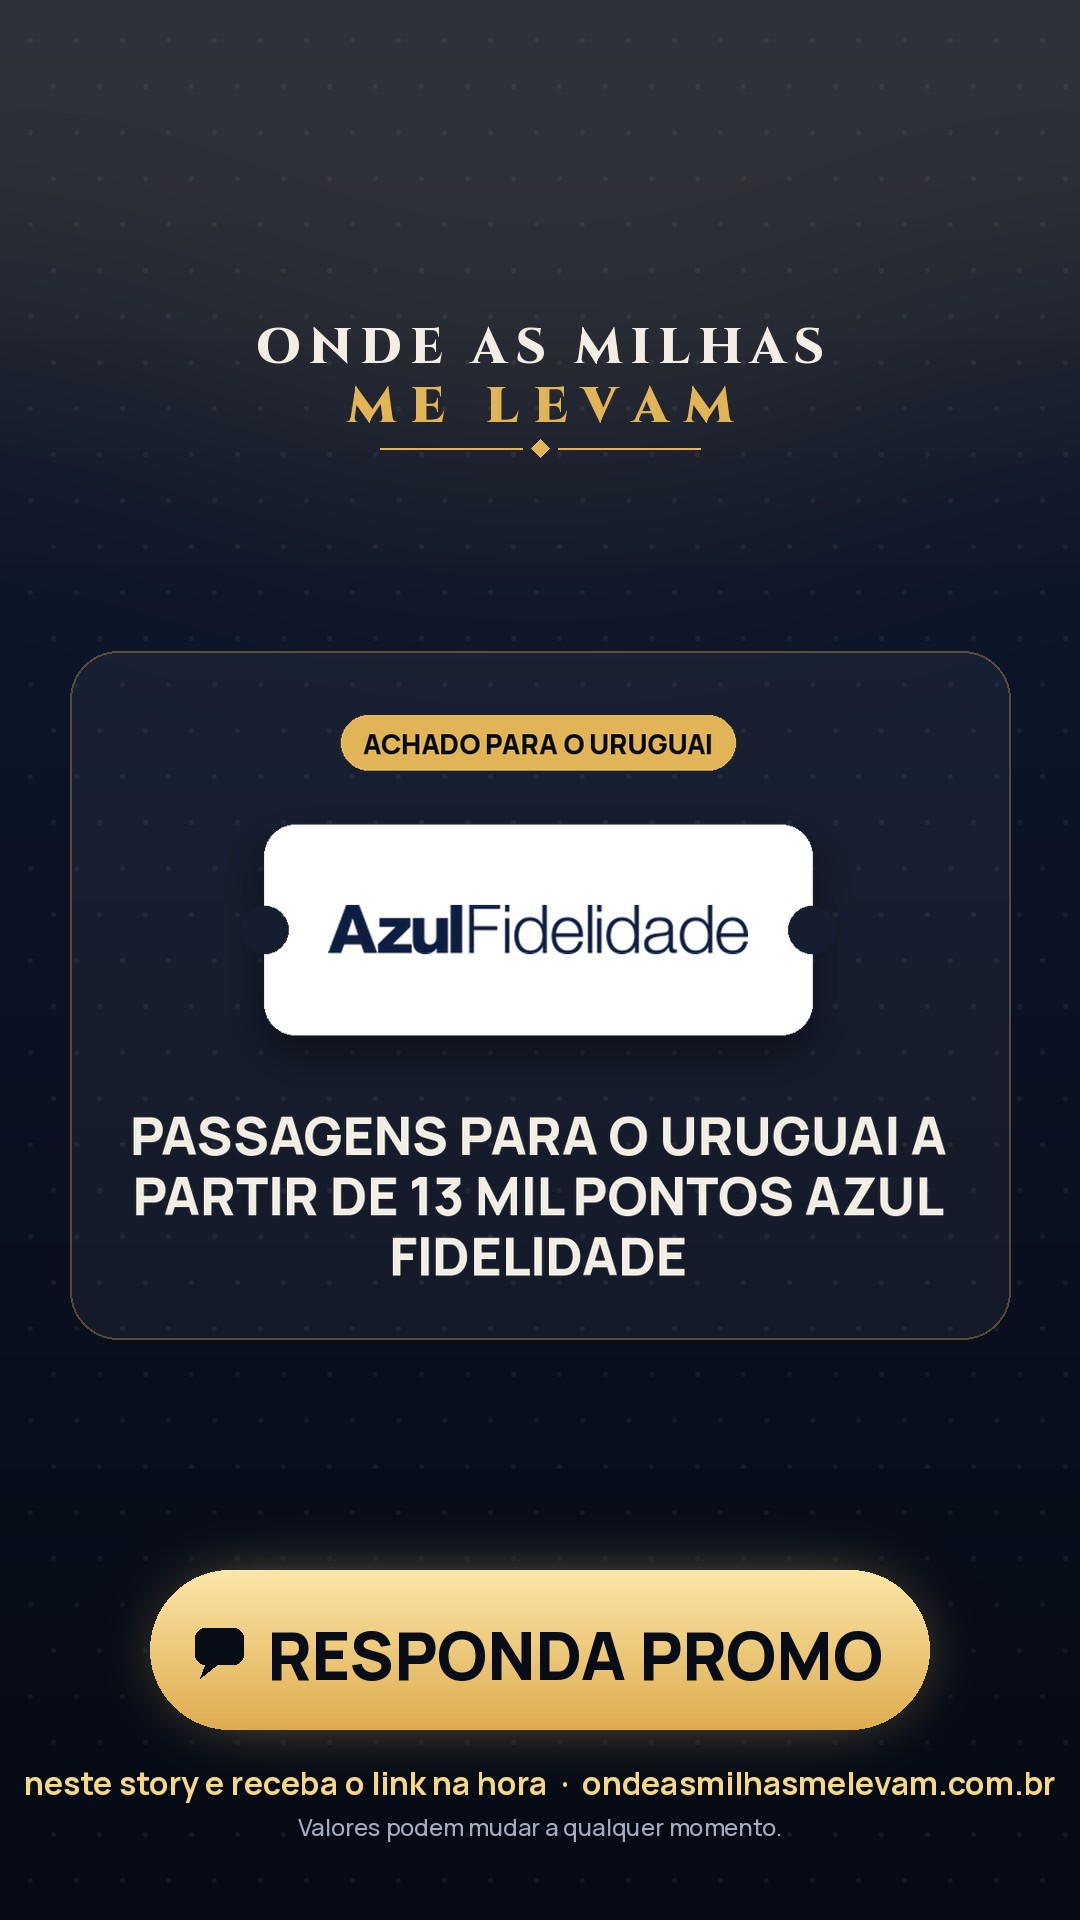 ONDE AS MILHAS
ME LEVAM
ACHADO PARA O URUGUAI
AzulFidelidade
PASSAGENS PARA O URUGUAI A
PARTIR DE 13 MIL PONTOS AZUL
FIDELIDADE
RESPONDA PROMO
neste story e receba o link na hora · ondeasmilhasmelevam.com.br
Valores podem mudar a qualquer momento.